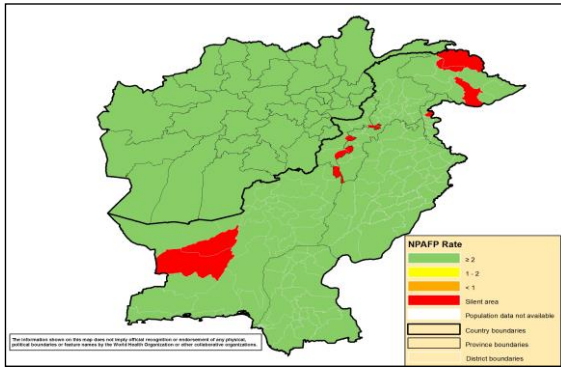 NPAFP Rate
≥ 2
1 - 2
< 1
Silent area
Population data not available
Country boundaries
Province boundaries
District boundaries
The information shown on this map does not imply official recognition or endorsement of any physical,
political boundaries or feature names by the World Health Organization or other collaborative organizations.